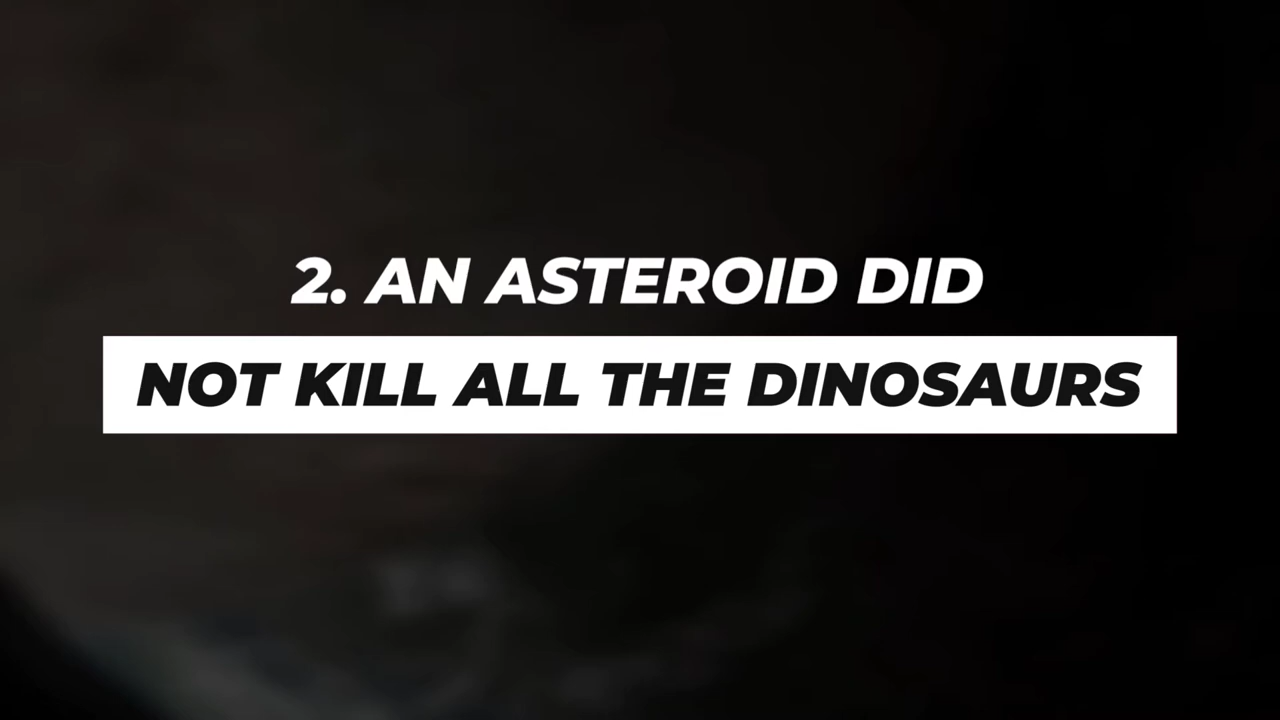 2. AN ASTEROID DID
NOT KILL ALL THE DINOSAURS